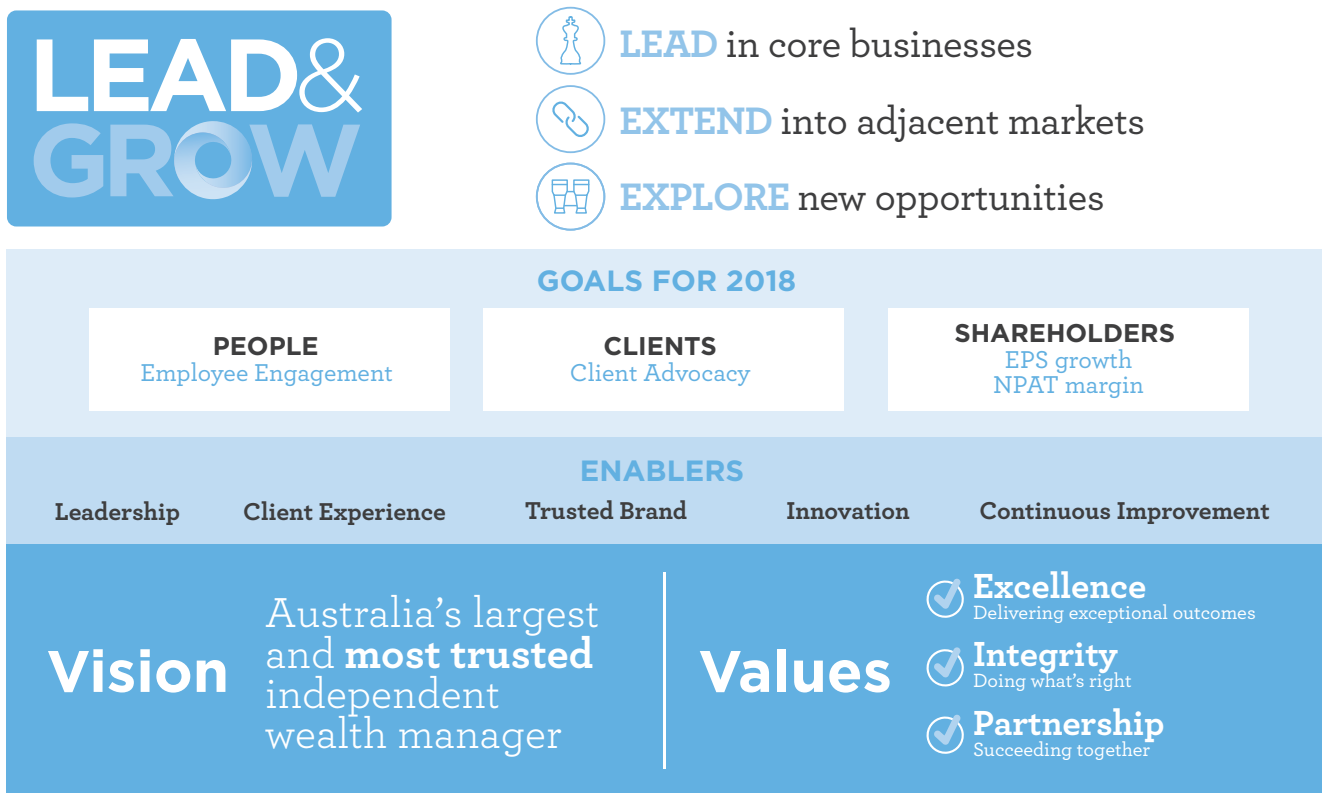 LEAD&
GROW
LEAD in core businesses
EXTEND into adjacent markets
EXPLORE new opportunities
GOALS FOR 2018
PEOPLE
Employee Engagement
CLIENTS
Client Advocacy
SHAREHOLDERS
EPS growth
NPAT margin
ENABLERS
Leadership
Client Experience
Trusted Brand
Innovation
Continuous Improvement
Vision
Australia's largest
and most trusted
independent
wealth manager
Values
Excellence
Delivering exceptional outcomes
Integrity
Doing what's right
Partnership
Succeeding together